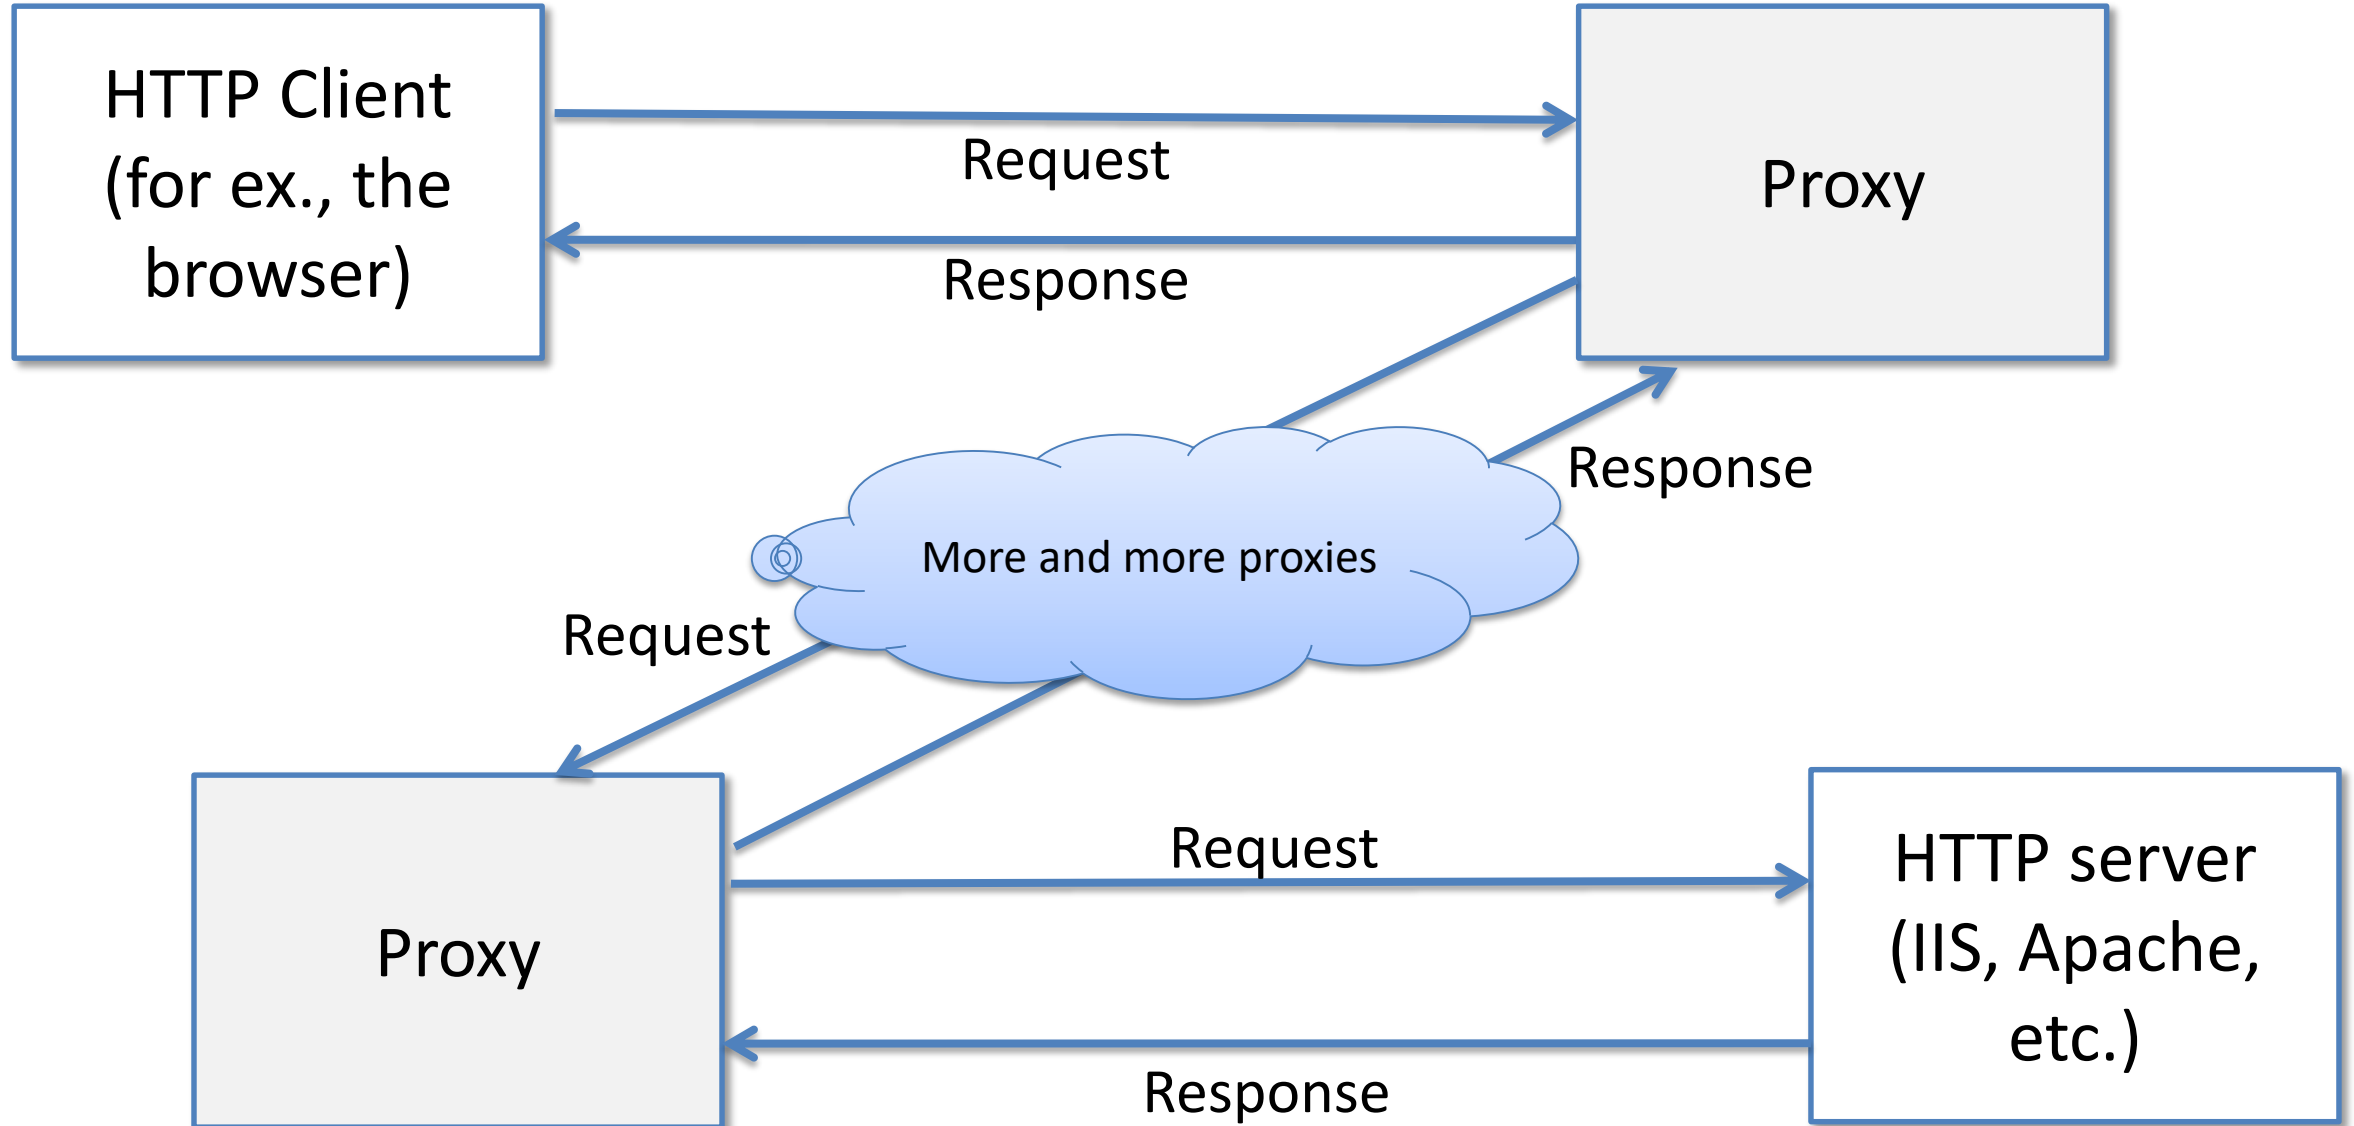 HTTP Client
(for ex., the
browser)
Request
Response
Proxy
Response
More and more proxies
Request
Proxy
Request
Response
HTTP server
(IIS, Apache,
etc.)